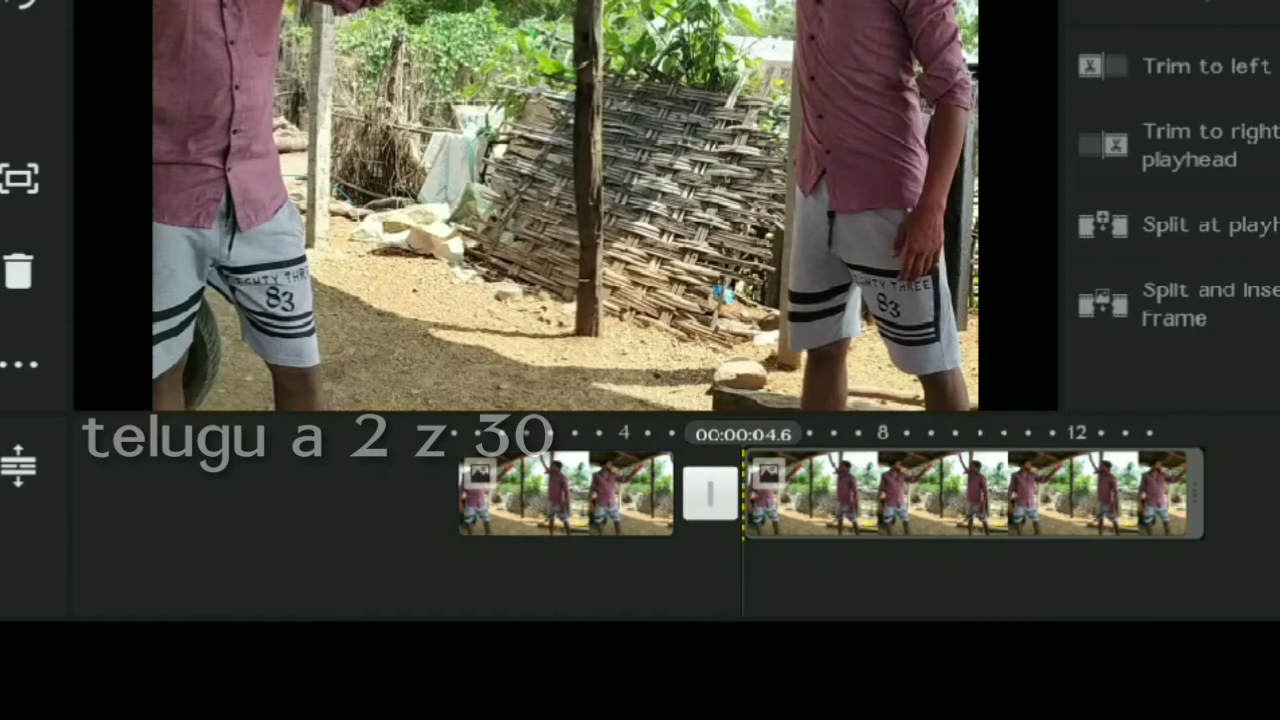 Trim to left
Trim to right
playhead
Split at playh
Split and Inse
Frame
EIGHTY THREE
83
EIGHTY THREE
83
telugu a 2 z 30
4
00:00:04.6
8
12